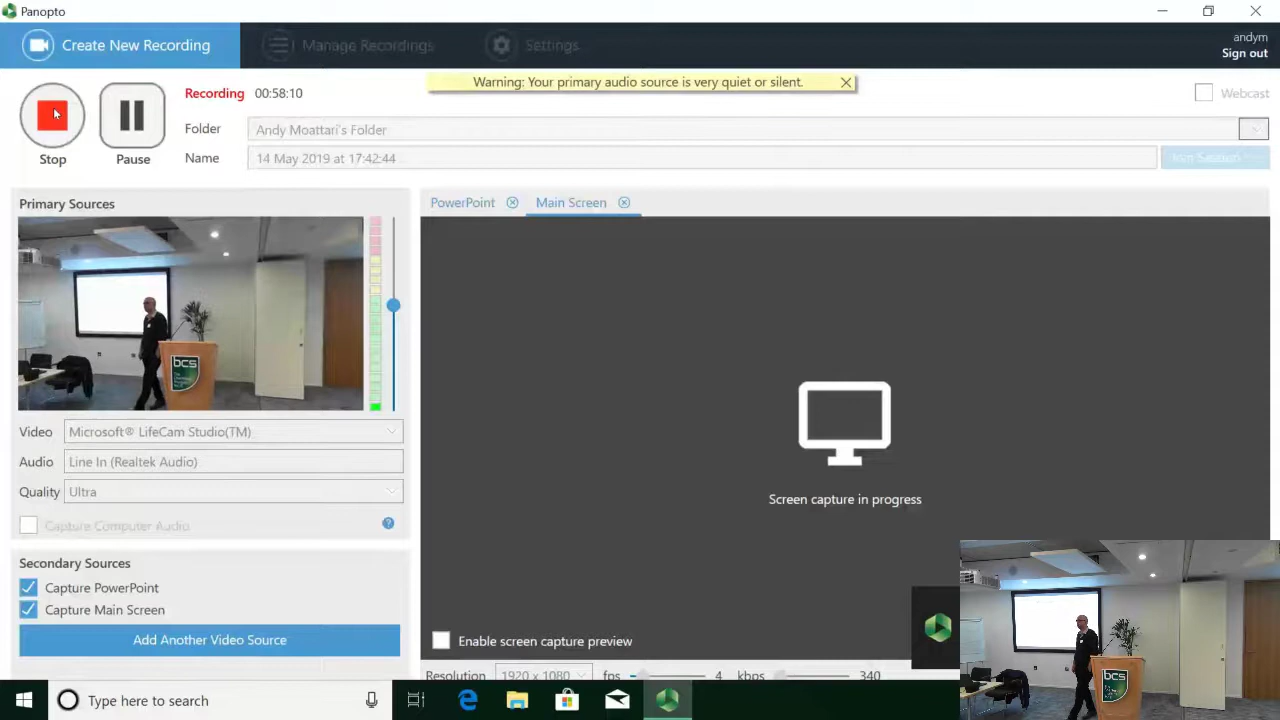 Panopto
Create New Recording
Manage Recordings
Settings
andym
Sign out
Warning: Your primary audio source is very quiet or silent.
Recording 00:58:10
Webcast
Folder
Andy Moattari's Folder
Name
14 May 2019 at 17:42:44
Join Session
Stop
Pause
Primary Sources
PowerPoint
Main Screen
bcs
Video
Microsoft® LifeCam Studio(TM)
Audio
Line In (Realtek Audio)
Quality
Ultra
Capture Computer Audio
?
Screen capture in progress
Secondary Sources
Capture PowerPoint
Capture Main Screen
Add Another Video Source
Enable screen capture preview
Resolution 1920 x 1080 fps 4 kbps 340
bcs
Type here to search